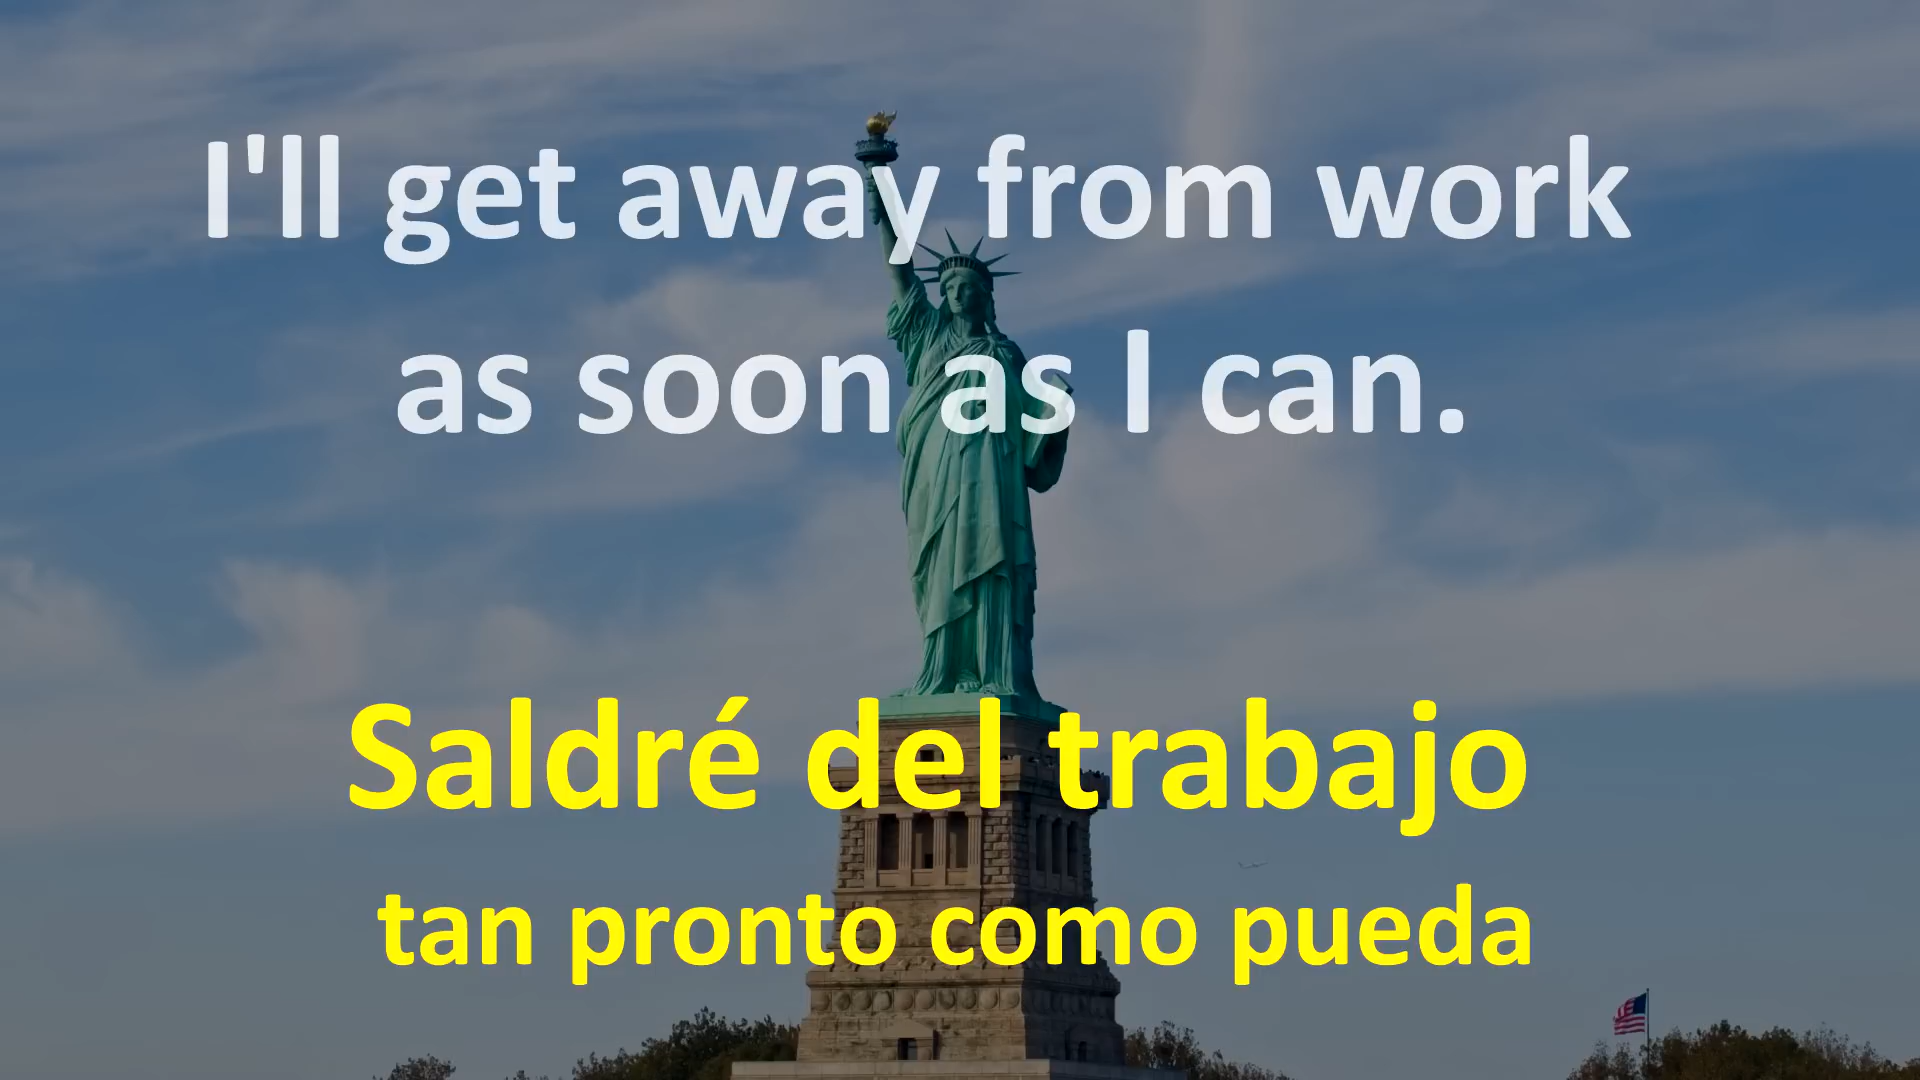 I'll get away from work
as soon as I can.
Saldré del trabajo
tan pronto como pueda